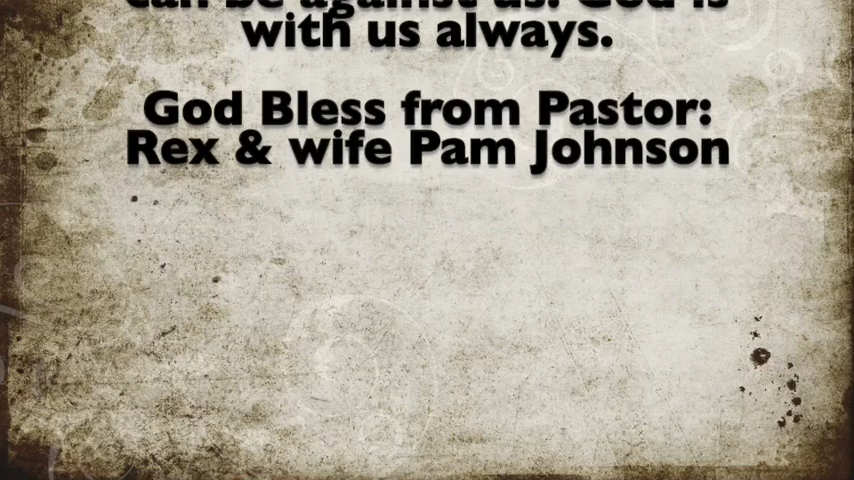 can be against us. God is
with us always.
God Bless from Pastor:
Rex & wife Pam Johnson